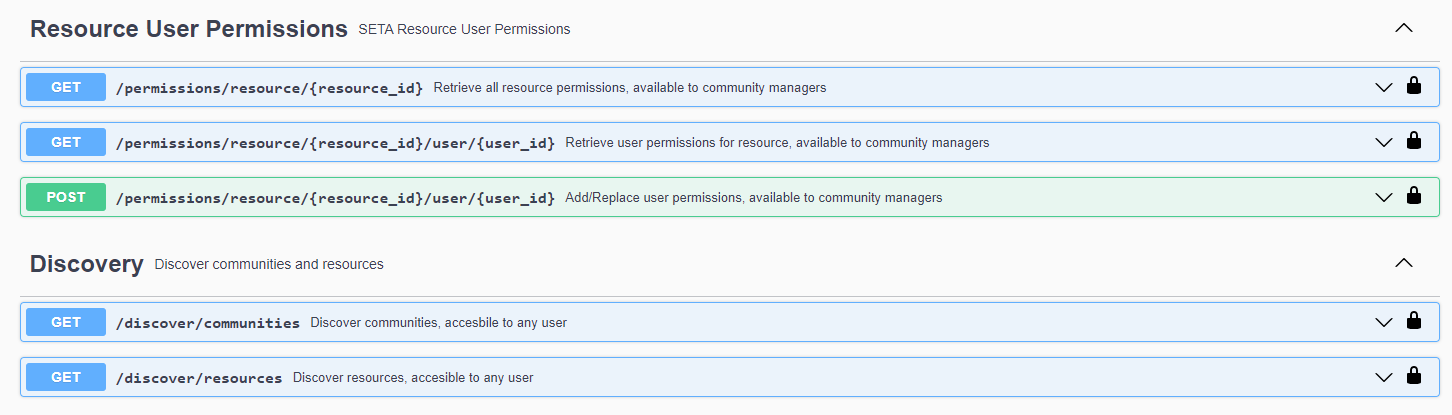 Resource User Permissions SETA Resource User Permissions
GET /permissions/resource/{resource_id} Retrieve all resource permissions, available to community managers
GET /permissions/resource/{resource_id}/user/{user_id} Retrieve user permissions for resource, available to community managers
POST /permissions/resource/{resource_id}/user/{user_id} Add/Replace user permissions, available to community managers
Discovery Discover communities and resources
GET /discover/communities Discover communities, accesbile to any user
GET /discover/resources Discover resources, accesible to any user